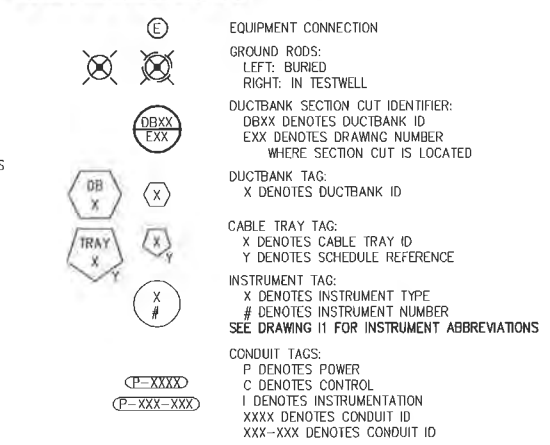 E
EQUIPMENT CONNECTION
GROUND RODS:
LEFT: BURIED
RIGHT: IN TESTWELL
DBXX
EXX
DUCTBANK SECTION CUT IDENTIFIER:
DBXX DENOTES DUCTBANK ID
EXX DENOTES DRAWING NUMBER
WHERE SECTION CUT IS LOCATED
S
DB
X
X
DUCTBANK TAG:
X DENOTES DUCTBANK ID
TRAY
X
Y
X
Y
CABLE TRAY TAG:
X DENOTES CABLE TRAY ID
Y DENOTES SCHEDULE REFERENCE
X
#
INSTRUMENT TAG:
X DENOTES INSTRUMENT TYPE
# DENOTES INSTRUMENT NUMBER
SEE DRAWING I1 FOR INSTRUMENT ABBREVIATIONS
CONDUIT TAGS:
P DENOTES POWER
P-XXXX
C DENOTES CONTROL
I DENOTES INSTRUMENTATION
P-XXX-XXX
XXXX DENOTES CONDUIT ID
XXX-XXX DENOTES CONDUIT ID